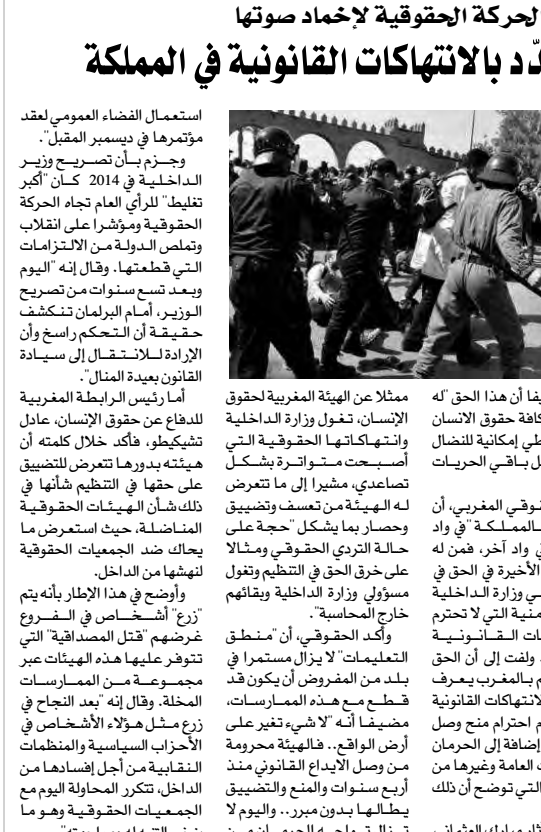 لحركة الحقوقية لإخماد صوتها
د بالانتهاكات القانونية في المملكة
يفا أن هذا الحق "له
كافة حقوق الانسان
طي إمكانية للنضال
ل باقي الحريات
قوقي المغربي، أن
المملكة "في واد
ي واد آخر، فمن له
الأخيرة في الحق في
ي وزارة الداخلية
منية التي لا تحترم
ات القانونية
، ولفت إلى أن الحق
م بالمغرب يعرف
لانتهاكات القانونية
م احترام منح وصل
إضافة إلى الحرمان
ت العامة وغيرها من
التي توضح أن ذلك
ممثلا عن الهيئة المغربية لحقوق
الإنسان، تغول وزارة الداخلية
وانتهاكاتها الحقوقية التي
أصبحت متواترة بشكل
تصاعدي، مشيرا إلى ما تتعرض
له الهيئة من تعسف وتضييق
وحصار بما يشكل "حجة على
حالة التردي الحقوقي ومثالا
على خرق الحق في التنظيم وتغول
مسؤولي وزارة الداخلية وبقائهم
خارج المحاسبة".
وأكد الحقوقي، أن "منطق
التعليمات" لا يزال مستمرا في
بلد من المفروض أن يكون قد
قطع مع هذه الممارسات،
مضيفا أنه "لا شيء تغير على
أرض الواقع.. فالهيئة محرومة
من وصل الايداع القانوني منذ
أربع سنوات والمنع والتضييق
يطالها بدون مبرر.. واليوم لا
استعمال الفضاء العمومي لعقد
مؤتمرها في ديسمبر المقبل".
وجزم بأن تصريح وزير
الداخلية في 2014 كان "أكبر
تغليط" للرأي العام تجاه الحركة
الحقوقية ومؤشرا على انقلاب
وتملص الدولة من الالتزامات
التي قطعتها. وقال إنه "اليوم
وبعد تسع سنوات من تصريح
الوزير، أمام البرلمان تنكشف
حقيقة أن التحكم راسخ وأن
الإرادة للانتقال إلى سيادة
القانون بعيدة المنال".
أما رئيس الرابطة المغربية
للدفاع عن حقوق الإنسان، عادل
تشيكيطو، فأكد خلال كلمته أن
هيئته بدورها تتعرض للتضييق
على حقها في التنظيم شأنها في
ذلك شأن الهيئات الحقوقية
المناضلة، حيث استعرض ما
يحاك ضد الجمعيات الحقوقية
لنهشها من الداخل.
وأوضح في هذا الإطار بأنه يتم
"زرع" أشخاص في الفروع
غرضهم "قتل المصداقية" التي
تتوفر عليها هذه الهيئات عبر
مجموعة من الممارسات
المخلة. وقال إنه "بعد النجاح في
زرع مثل هؤلاء الأشخاص في
الأحزاب السياسية والمنظمات
النقابية من أجل إفسادها من
الداخل، تتكرر المحاولة اليوم مع
الجمعيات الحقوقية وهو ما